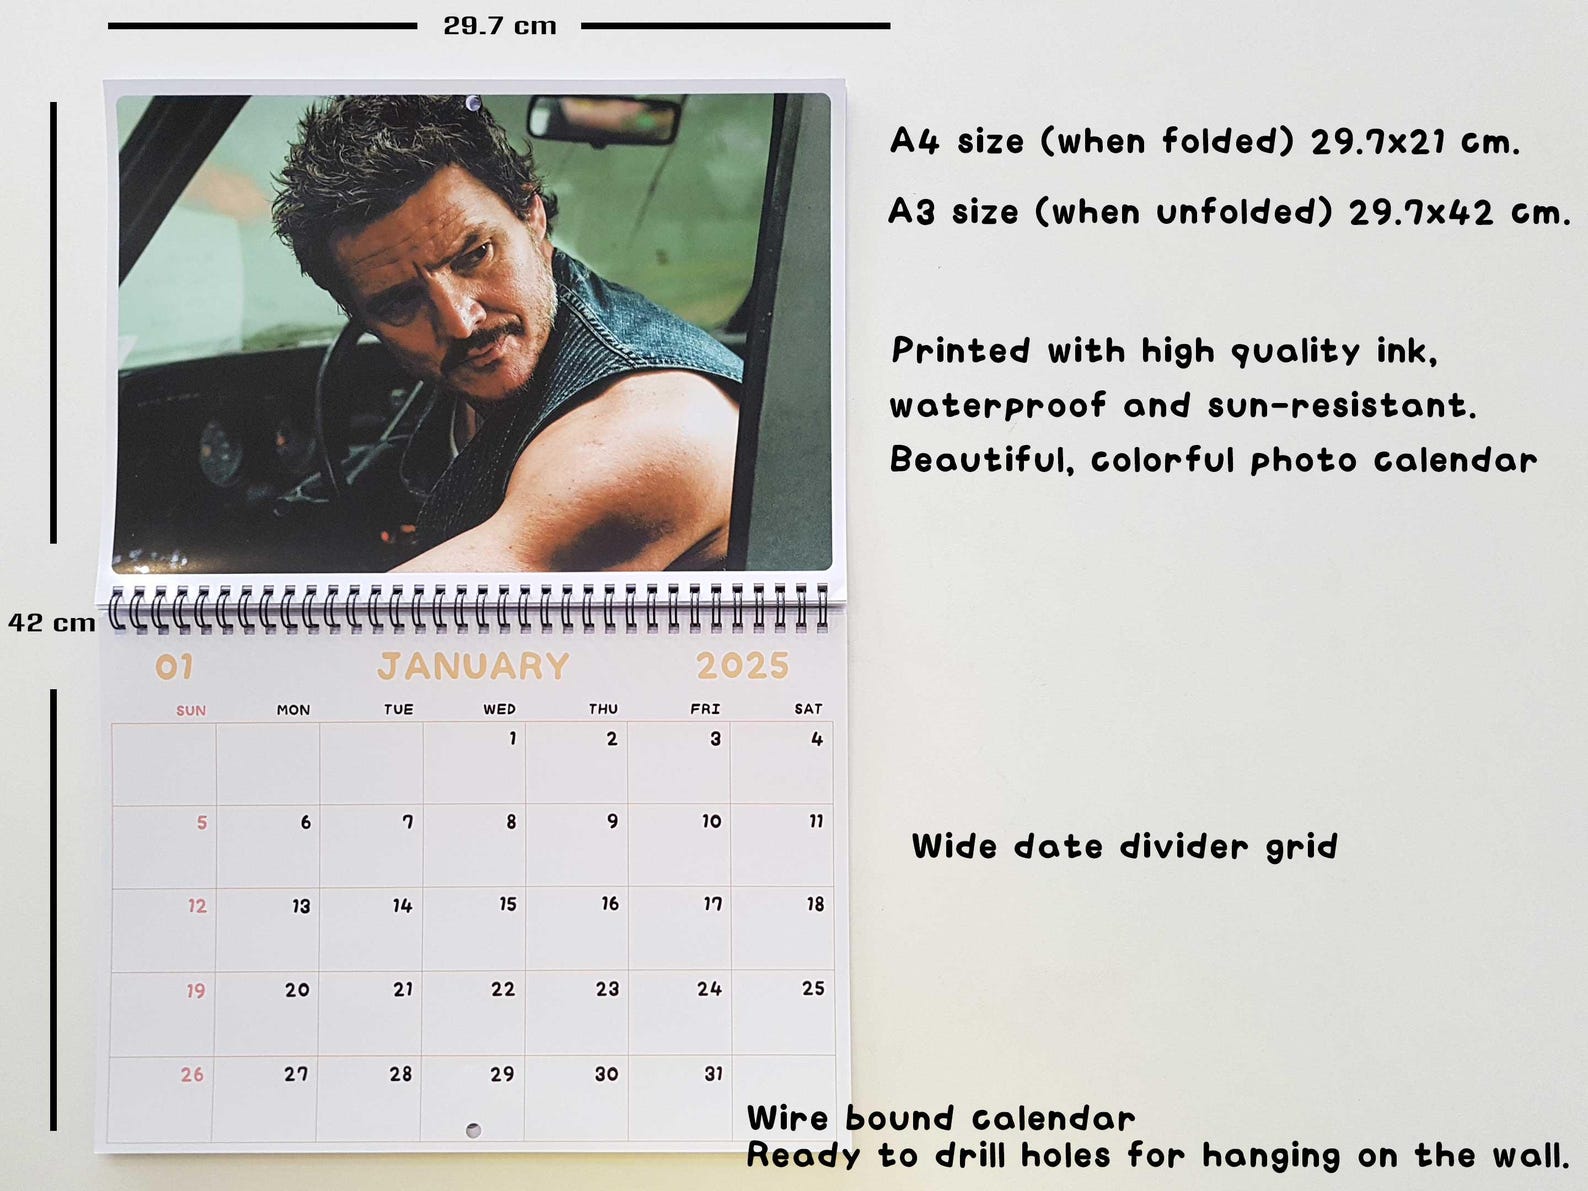 29.7 cm
A4 size (when folded) 29.7x21 cm.
A3 size (when unfolded) 29.7x42 cm.
Printed with high quality ink,
waterproof and sun-resistant.
Beautiful, colorful photo calendar
42 cm
01 JANUARY 2025
SUN MON TUE WED THU FRI SAT
1 2 3 4
5 6 7 8 9 10 11
12 13 14 15 16 17 18
19 20 21 22 23 24 25
26 27 28 29 30 31
Wide date divider grid
Wire bound calendar
Ready to drill holes for hanging on the wall.